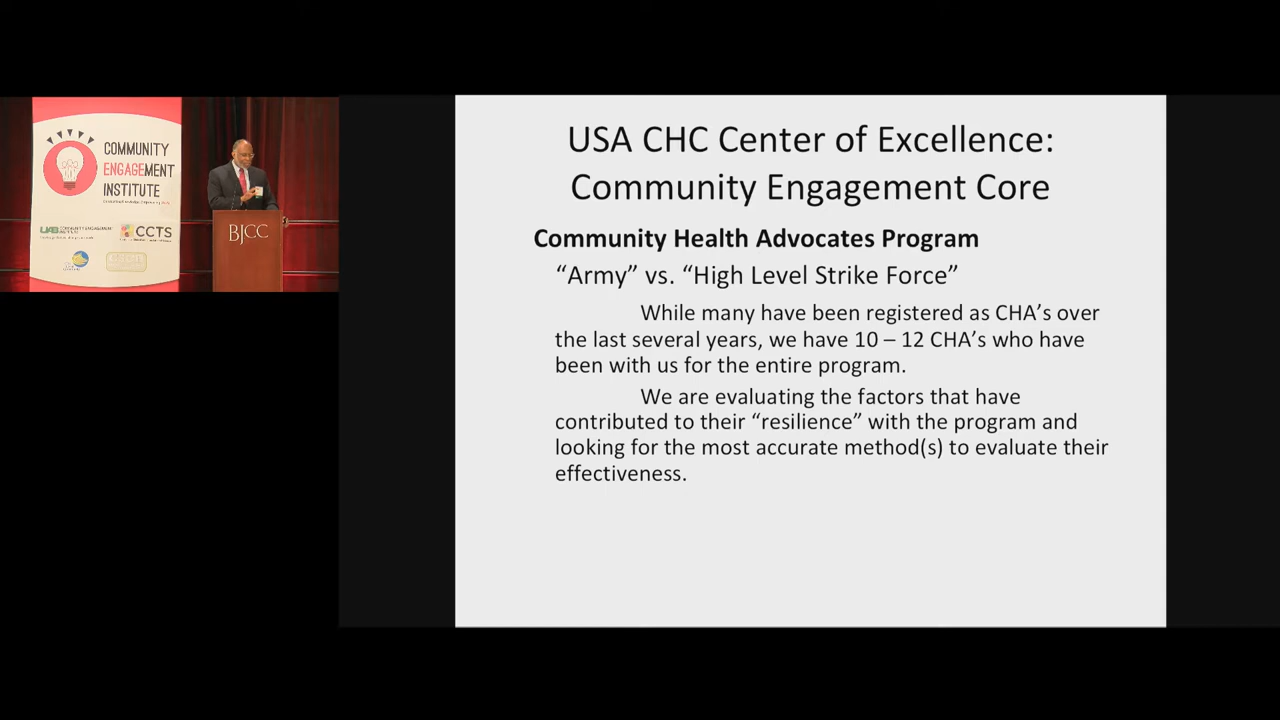 COMMUNITY
ENGAGEMENT
INSTITUTE
UAB
CCTS
BJCC
USA CHC Center of Excellence:
Community Engagement Core
Community Health Advocates Program
“Army” vs. “High Level Strike Force”
While many have been registered as CHA’s over
the last several years, we have 10 – 12 CHA’s who have
been with us for the entire program.
We are evaluating the factors that have
contributed to their “resilience” with the program and
looking for the most accurate method(s) to evaluate their
effectiveness.